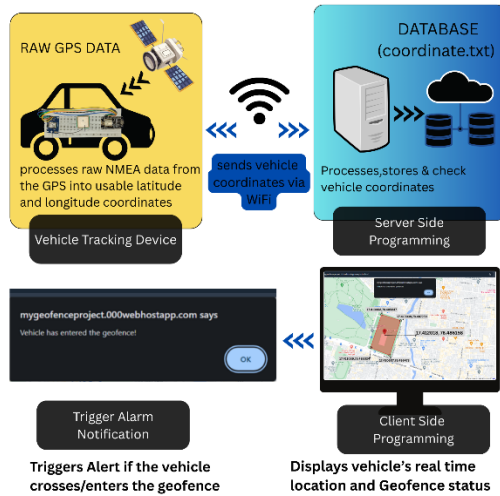 RAW GPS DATA
processes raw NMEA data from
the GPS into usable latitude
and longitude coordinates
Vehicle Tracking Device
sends vehicle
coordinates via
WiFi
DATABASE
(coordinate.txt)
Processes,stores & check
vehicle coordinates
Server Side
Programming
mygeofenceproject.000webhostapp.com says
Vehicle has entered the geofence!
OK
Trigger Alarm
Notification
Triggers Alert if the vehicle
crosses/enters the geofence
Client Side
Programming
Displays vehicle's real time
location and Geofence status